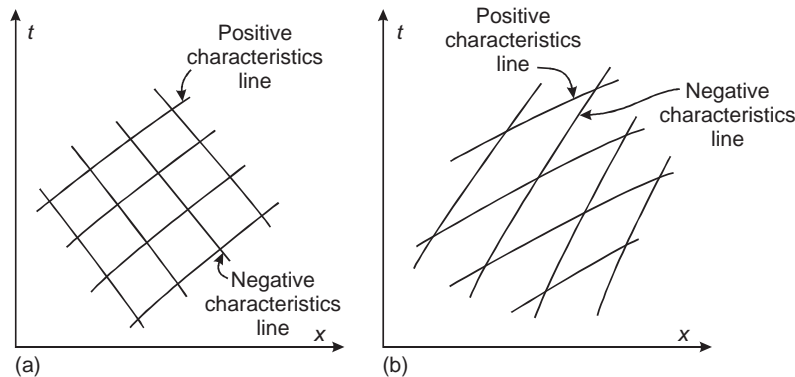 t
Positive
characteristics
line
Negative
characteristics
line
x
(a)
t
Positive
characteristics
line
Negative
characteristics
line
x
(b)